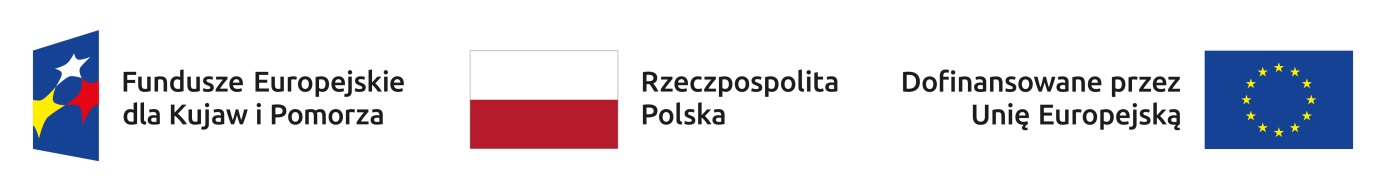 Fundusze Europejskie
dla Kujaw i Pomorza
Rzeczpospolita
Polska
Dofinansowane przez
Unię Europejską